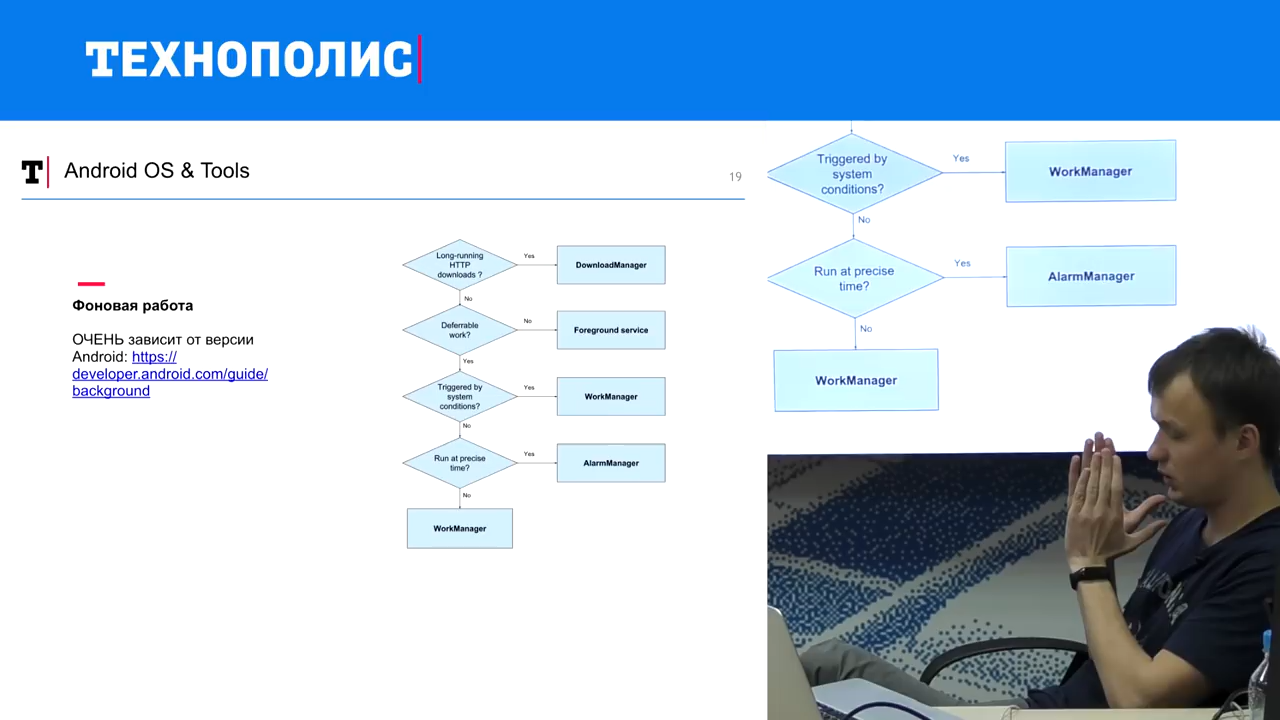 ТЕХНОПОЛИС
T
Android OS & Tools
19
Фоновая работа
ОЧЕНЬ зависит от версии
Android: https://
developer.android.com/guide/
background
Long-running
HTTP
downloads ?
Yes
DownloadManager
No
Deferrable
work?
No
Foreground service
Yes
Triggered by
system
conditions?
Yes
WorkManager
No
Run at precise
time?
Yes
AlarmManager
No
WorkManager
Triggered by
system
conditions?
Yes
WorkManager
No
Run at precise
time?
Yes
AlarmManager
No
WorkManager